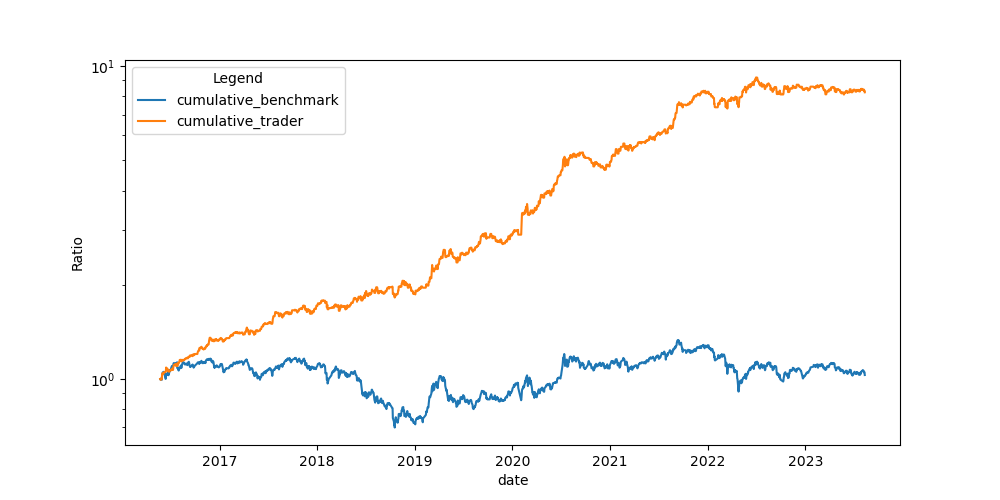 10¹
Legend
cumulative_benchmark
cumulative_trader
Ratio
10⁰
2017 2018 2019 2020 2021 2022 2023
date